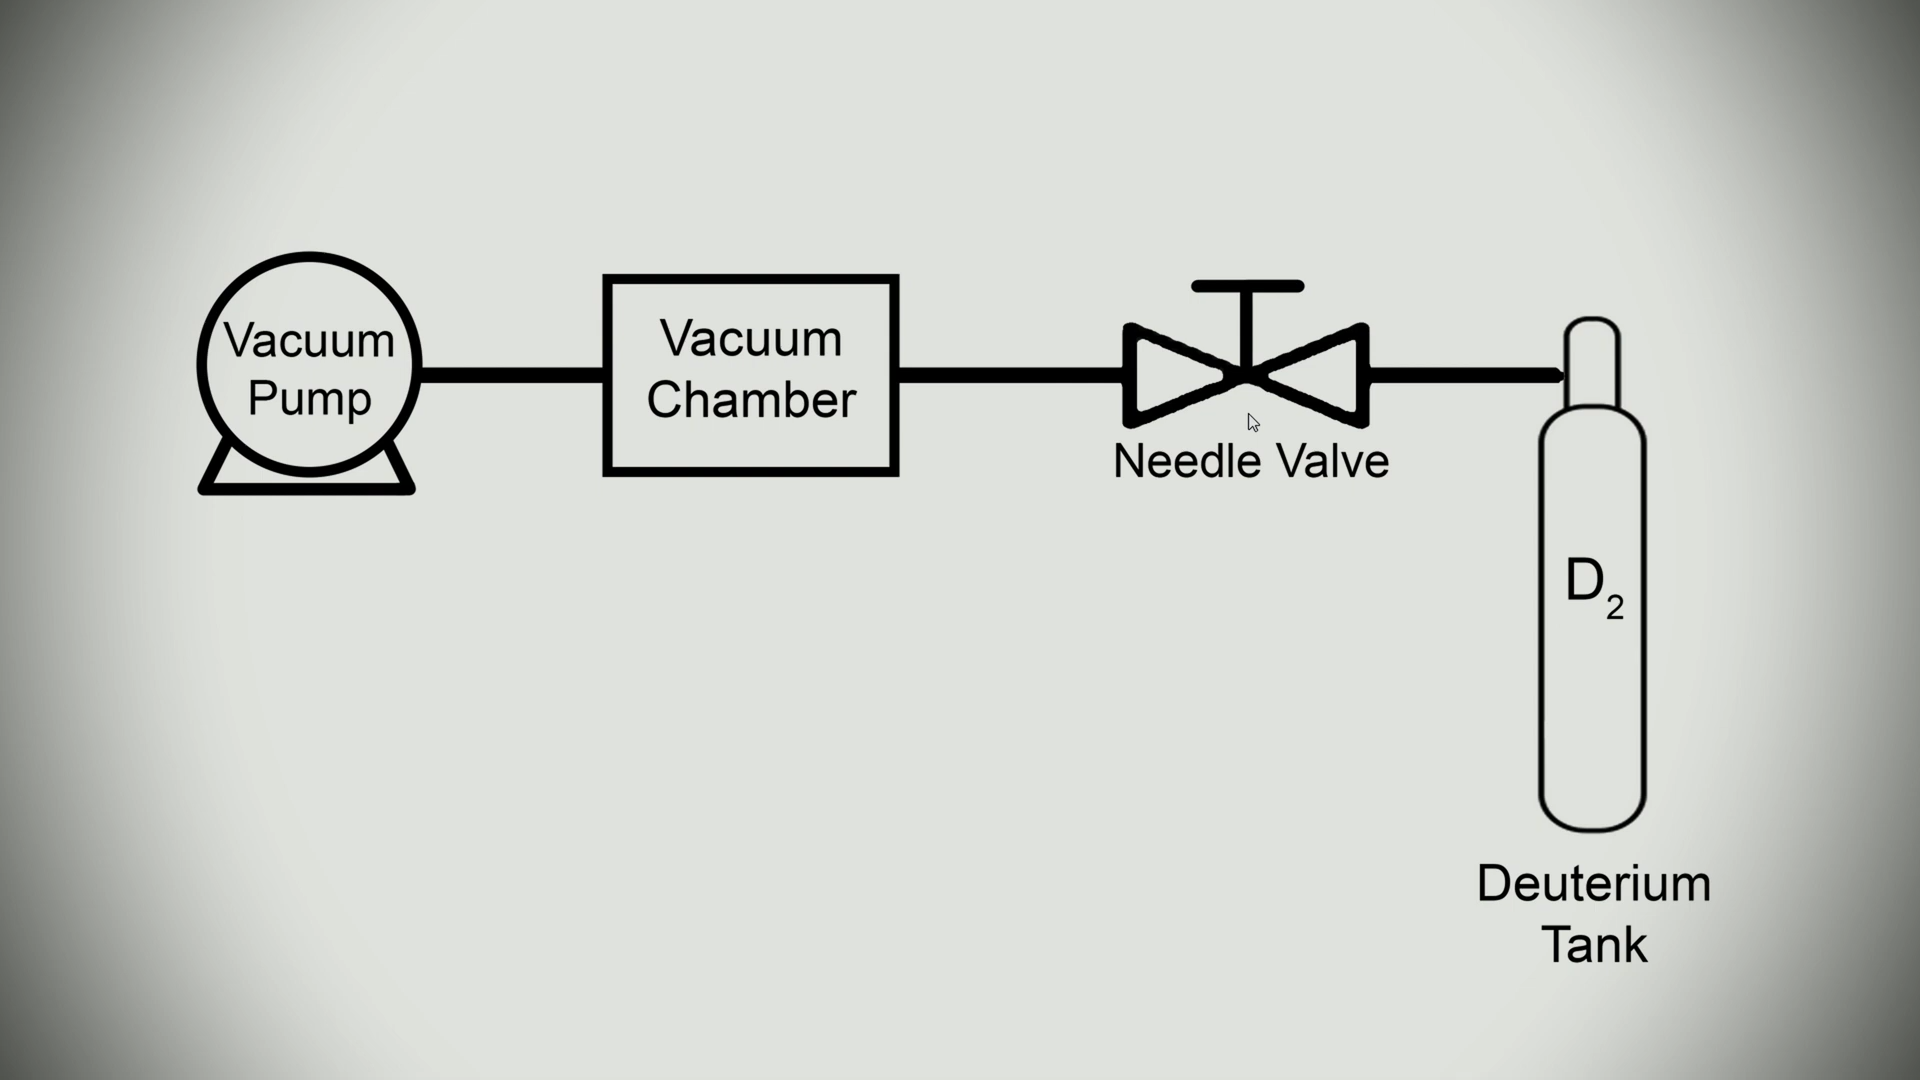 Vacuum
Pump
Vacuum
Chamber
Needle Valve
D₂
Deuterium
Tank